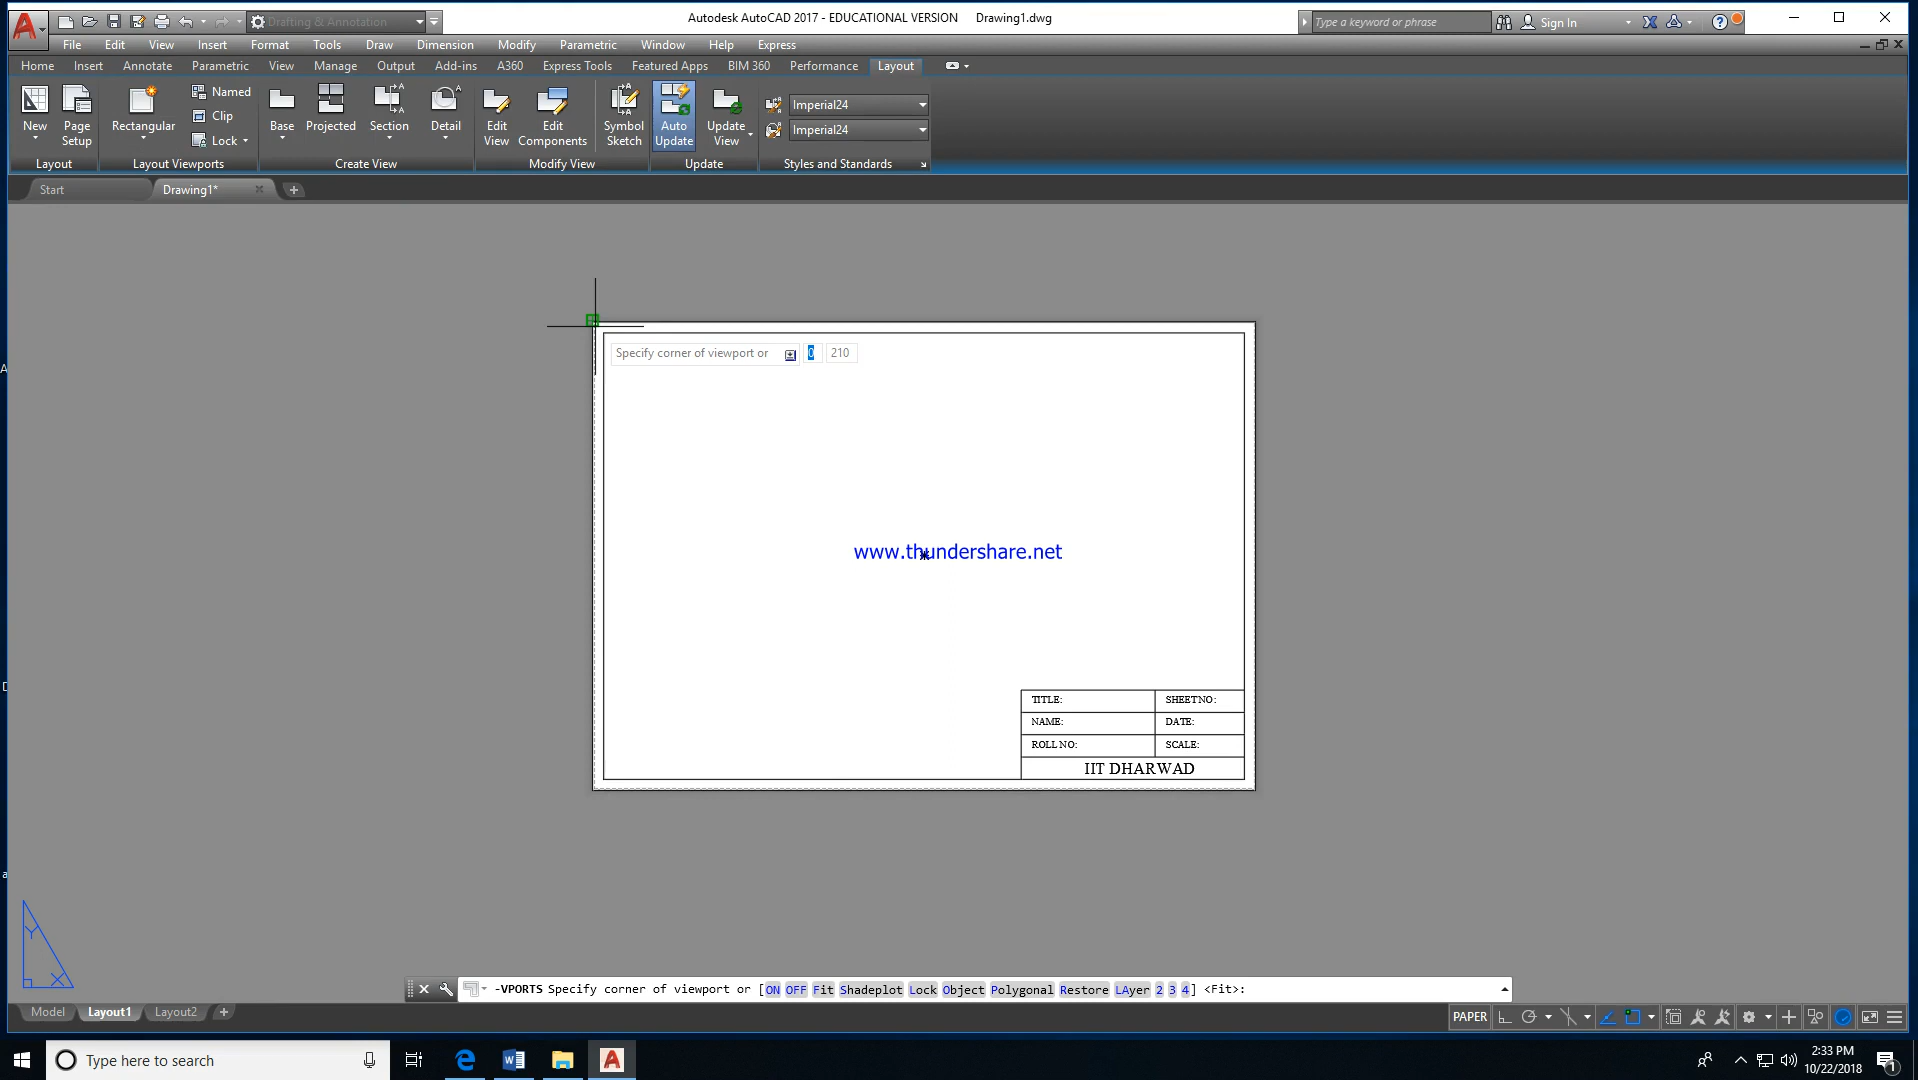 Drafting & Annotation
Autodesk AutoCAD 2017 - EDUCATIONAL VERSION Drawing1.dwg
Type a keyword or phrase
Sign In
File Edit View Insert Format Tools Draw Dimension Modify Parametric Window Help Express
Home Insert Annotate Parametric View Manage Output Add-ins A360 Express Tools Featured Apps BIM 360 Performance Layout
New
Page Setup
Rectangular
Named
Clip
Lock
Base
Projected
Section
Detail
Edit View
Edit Components
Symbol Sketch
Auto Update
Update View
Imperial24
Imperial24
Layout Layout Viewports Create View Modify View Update Styles and Standards
Start Drawing1*
Specify corner of viewport or 0 210
www.thundershare.net
TITLE: SHEET NO:
NAME: DATE:
ROLL NO: SCALE:
IIT DHARWAD
Y
X
-VPORTS Specify corner of viewport or [ON OFF Fit Shadeplot Lock Object Polygonal Restore LAyer 2 3 4] <Fit>:
Model Layout1 Layout2
PAPER
Type here to search
2:33 PM
10/22/2018
1